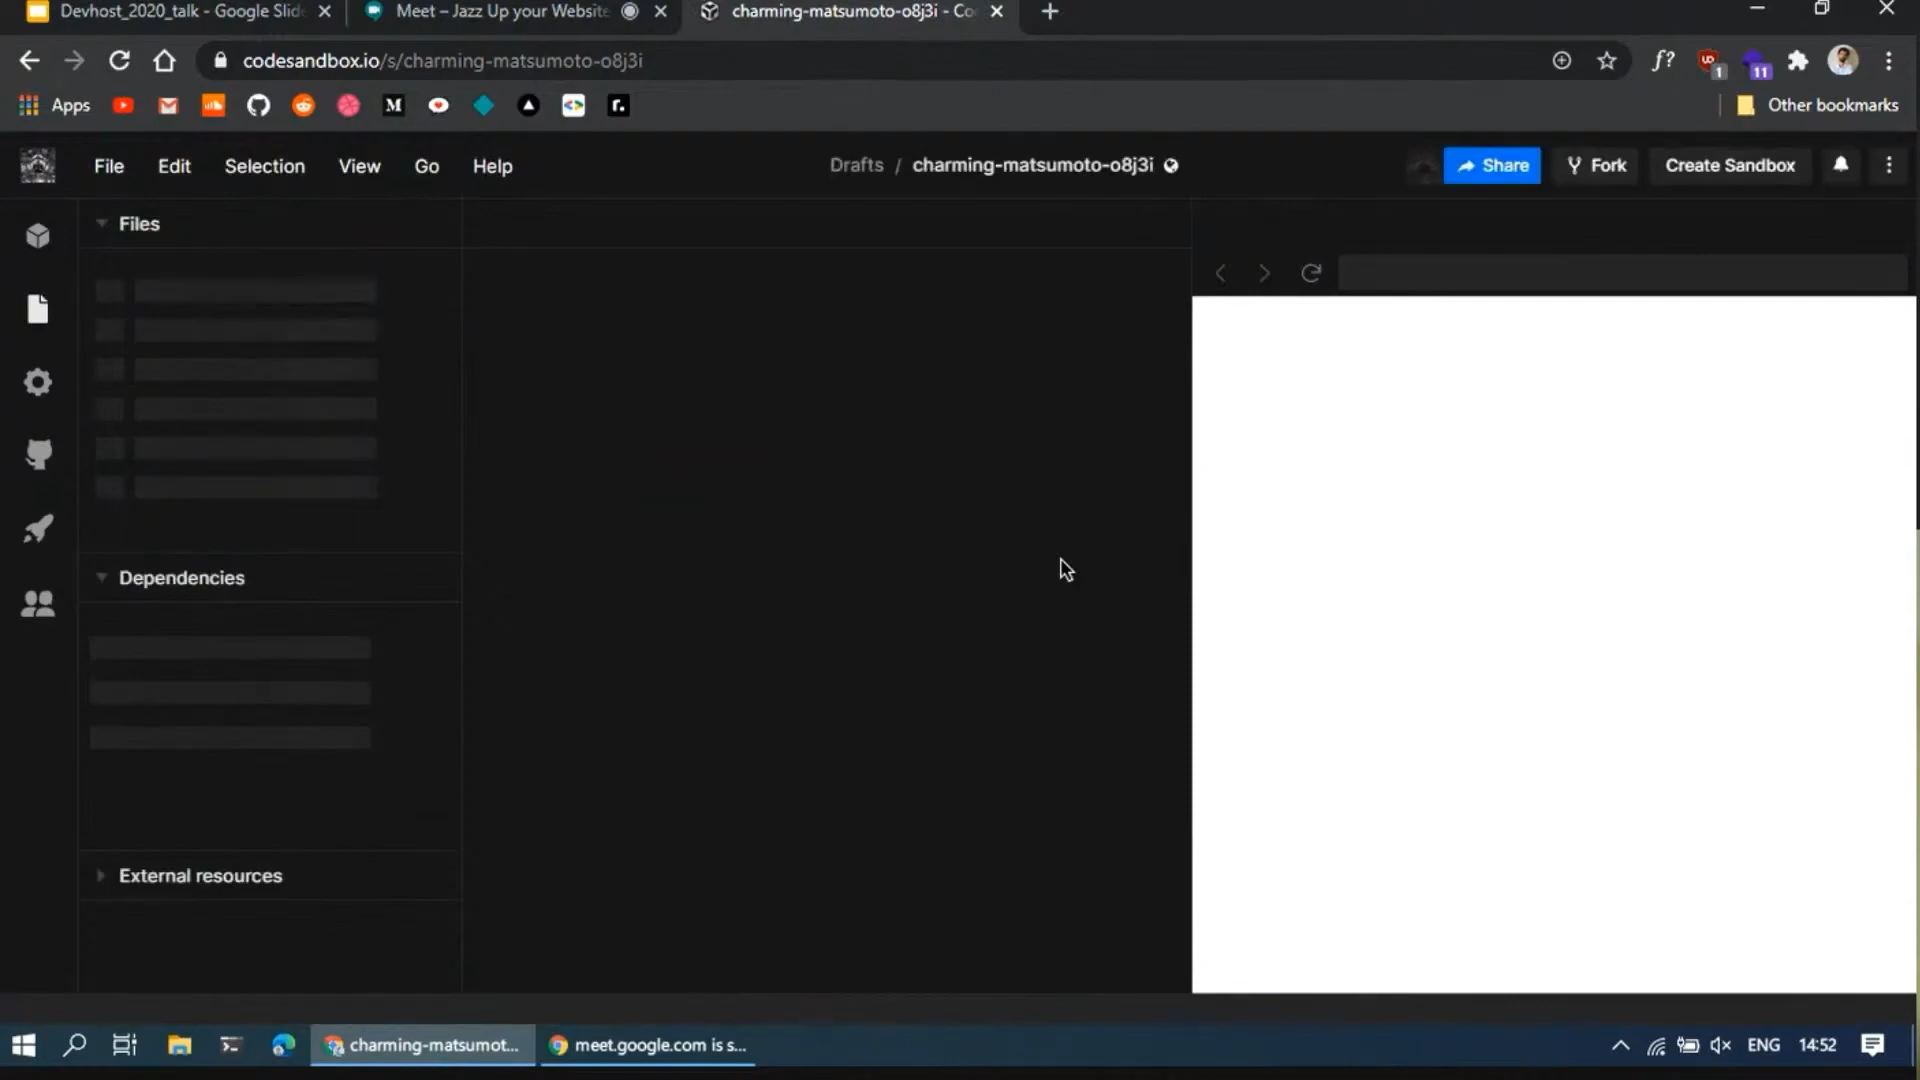 Devhost_2020_talk - Google Slid
Meet – Jazz Up your Website
charming-matsumoto-o8j3i - Co
codesandbox.io/s/charming-matsumoto-o8j3i
f?
1
11
Apps
M
r.
Other bookmarks
File
Edit
Selection
View
Go
Help
Drafts / charming-matsumoto-o8j3i
Share
Fork
Create Sandbox
Files
Dependencies
External resources
charming-matsumot...
meet.google.com is s...
ENG
14:52